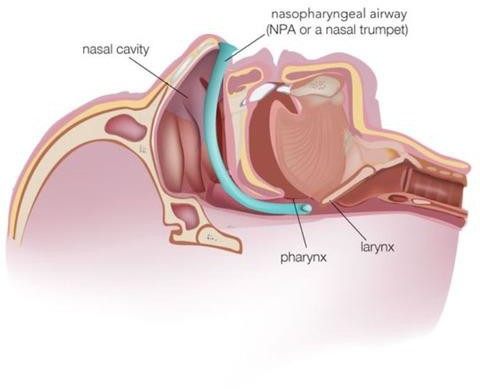 nasopharyngeal airway
(NPA or a nasal trumpet)
nasal cavity
larynx
pharynx